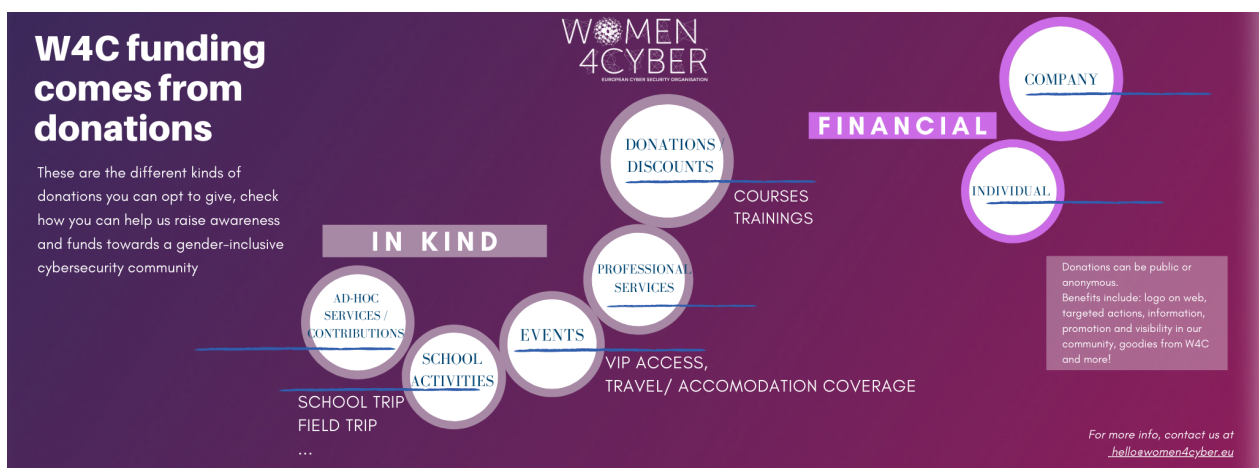 W4C funding
comes from
donations
These are the different kinds of
donations you can opt to give, check
how you can help us raise awareness
and funds towards a gender-inclusive
cybersecurity community
WOMEN
4CYBER
EUROPEAN CYBER SECURITY ORGANISATION
IN KIND
AD-HOC
SERVICES /
CONTRIBUTIONS
SCHOOL
ACTIVITIES
SCHOOL TRIP
FIELD TRIP
...
EVENTS
VIP ACCESS,
TRAVEL/ ACCOMODATION COVERAGE
PROFESSIONAL
SERVICES
DONATIONS /
DISCOUNTS
COURSES
TRAININGS
FINANCIAL
COMPANY
INDIVIDUAL
Donations can be public or
anonymous.
Benefits include: logo on web,
targeted actions, information,
promotion and visibility in our
community, goodies from W4C
and more!
For more info, contact us at
hello@women4cyber.eu